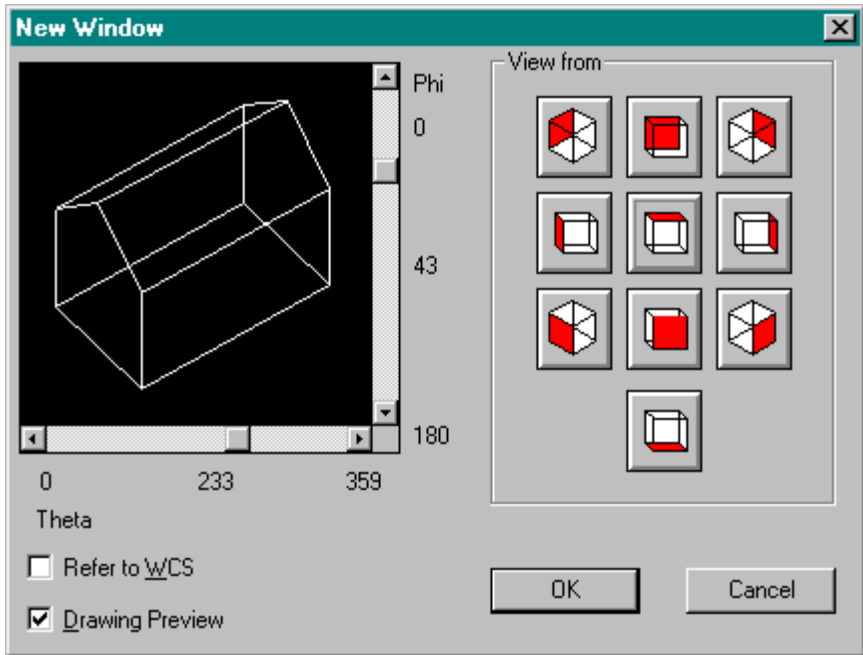 New Window
View from
Phi
0
43
180
0 233 359
Theta
Refer to WCS
Drawing Preview
OK Cancel